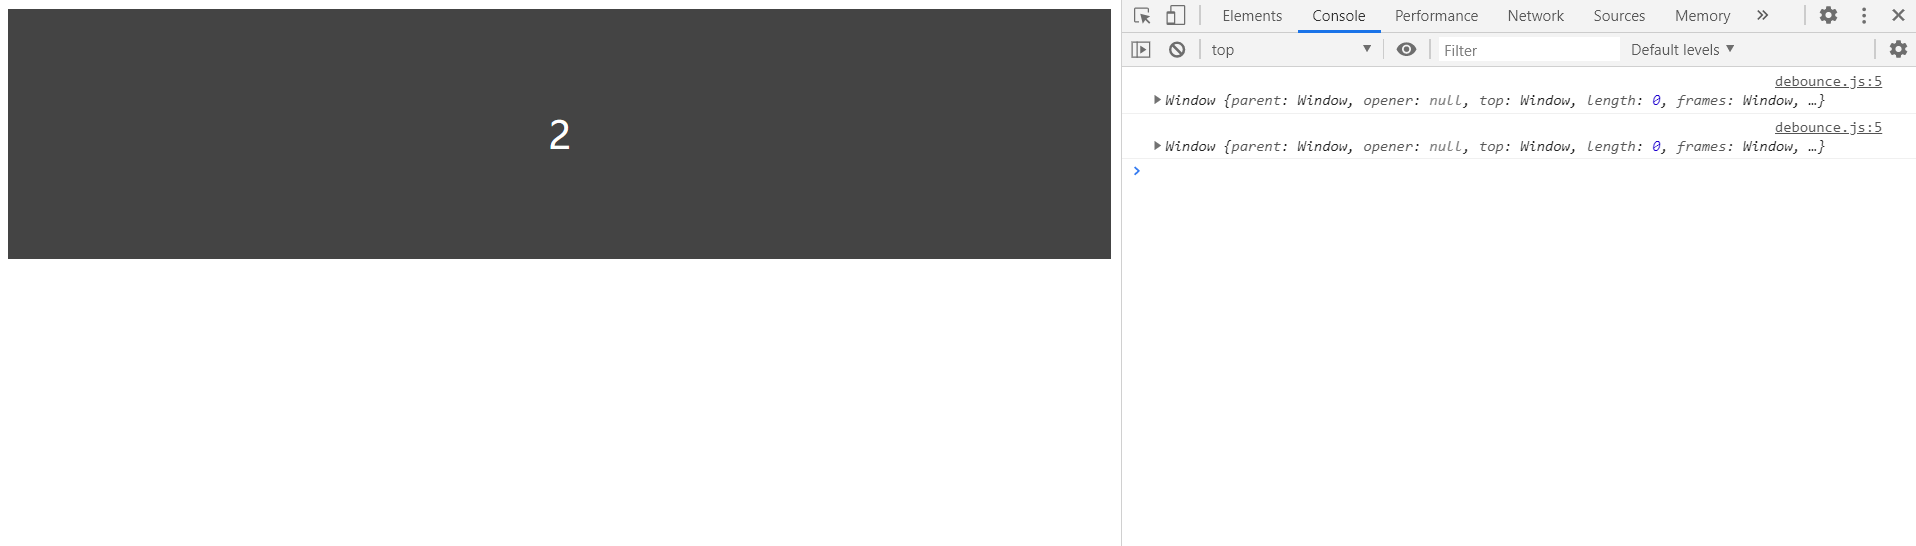 2
Elements Console Performance Network Sources Memory
top Filter Default levels
debounce.js:5
Window {parent: Window, opener: null, top: Window, length: 0, frames: Window, …}
debounce.js:5
Window {parent: Window, opener: null, top: Window, length: 0, frames: Window, …}